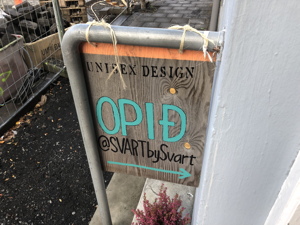 UNISEX DESIGN
OPIÐ
@SVARTbySvart